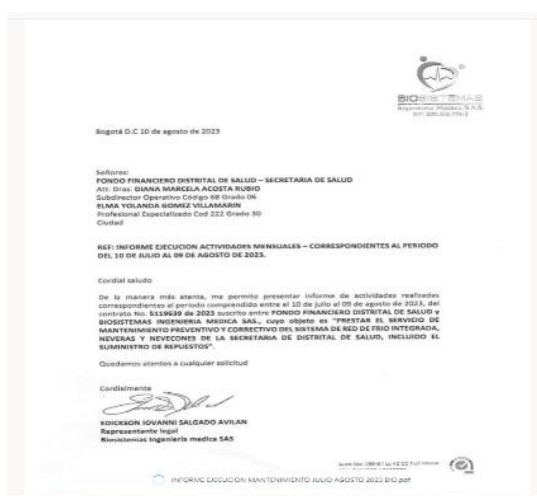 BIOSISTEMAS
Ingeniería Médica S.A.S
Bogotá D.C 10 de agosto de 2023
Señores:
FONDO FINANCIERO DISTRITAL DE SALUD – SECRETARIA DE SALUD
Att: Dras: DIANA MARCELA ACOSTA RUBIO
Subdirector Operativo Código 68 Grado 06
ELMA YOLANDA GOMEZ VILLAMARIN
Profesional Especializado Cod 222 Grado 30
Ciudad
REF: INFORME EJECUCION ACTIVIDADES MENSUALES – CORRESPONDIENTES AL PERIODO
DEL 10 DE JULIO AL 09 DE AGOSTO DE 2023.
Cordial saludo
De la manera más atenta, me permito presentar informe de actividades realizadas
correspondientes al periodo comprendido entre el 10 de julio al 09 de agosto de 2023, del
contrato No. 5119639 de 2023 suscrito entre FONDO FINANCIERO DISTRITAL DE SALUD y
BIOSISTEMAS INGENIERIA MEDICA SAS., cuyo objeto es "PRESTAR EL SERVICIO DE
MANTENIMIENTO PREVENTIVO Y CORRECTIVO DEL SISTEMA DE RED DE FRIO INTEGRADA,
NEVERAS Y NEVECONES DE LA SECRETARIA DE DISTRITAL DE SALUD, INCLUIDO EL
SUMINISTRO DE REPUESTOS".
Quedamos atentos a cualquier solicitud
Cordialmente
EDICKSON IOVANNI SALGADO AVILAN
Representante legal
Biosistemas Ingenieria medica SAS
INFORME EJECUCION MANTENIMIENTO JULIO AGOSTO 2023 BIO.pdf